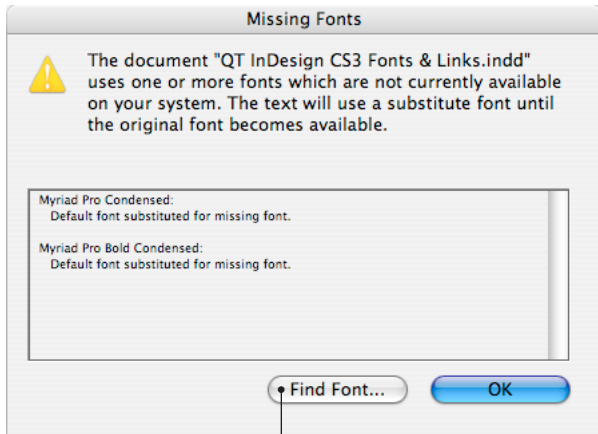 Missing Fonts
The document "QT InDesign CS3 Fonts & Links.indd"
uses one or more fonts which are not currently available
on your system. The text will use a substitute font until
the original font becomes available.
Myriad Pro Condensed:
Default font substituted for missing font.
Myriad Pro Bold Condensed:
Default font substituted for missing font.
Find Font...
OK